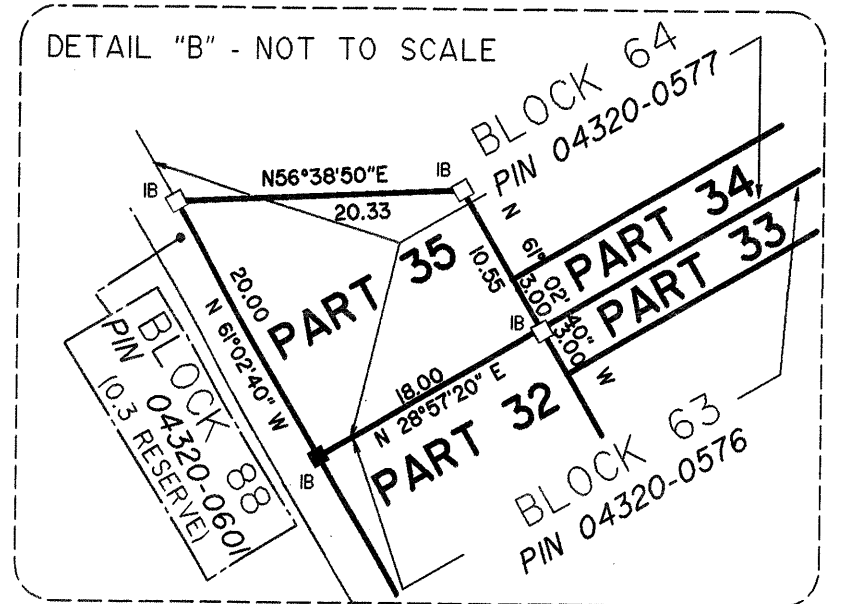 DETAIL "B" - NOT TO SCALE
BLOCK 64
PIN 04320-0577
IB
N56°38'50"E
IB
20.33
PART 34
PART 33
N 61° 02' 40" W
10.55
3.00
3.00
IB
PART 35
20.00
N 61°02'40" W
18.00
N 28°57'20" E
PART 32
IB
BLOCK 88
PIN 04320-0601
(0.3 RESERVE)
BLOCK 63
PIN 04320-0576